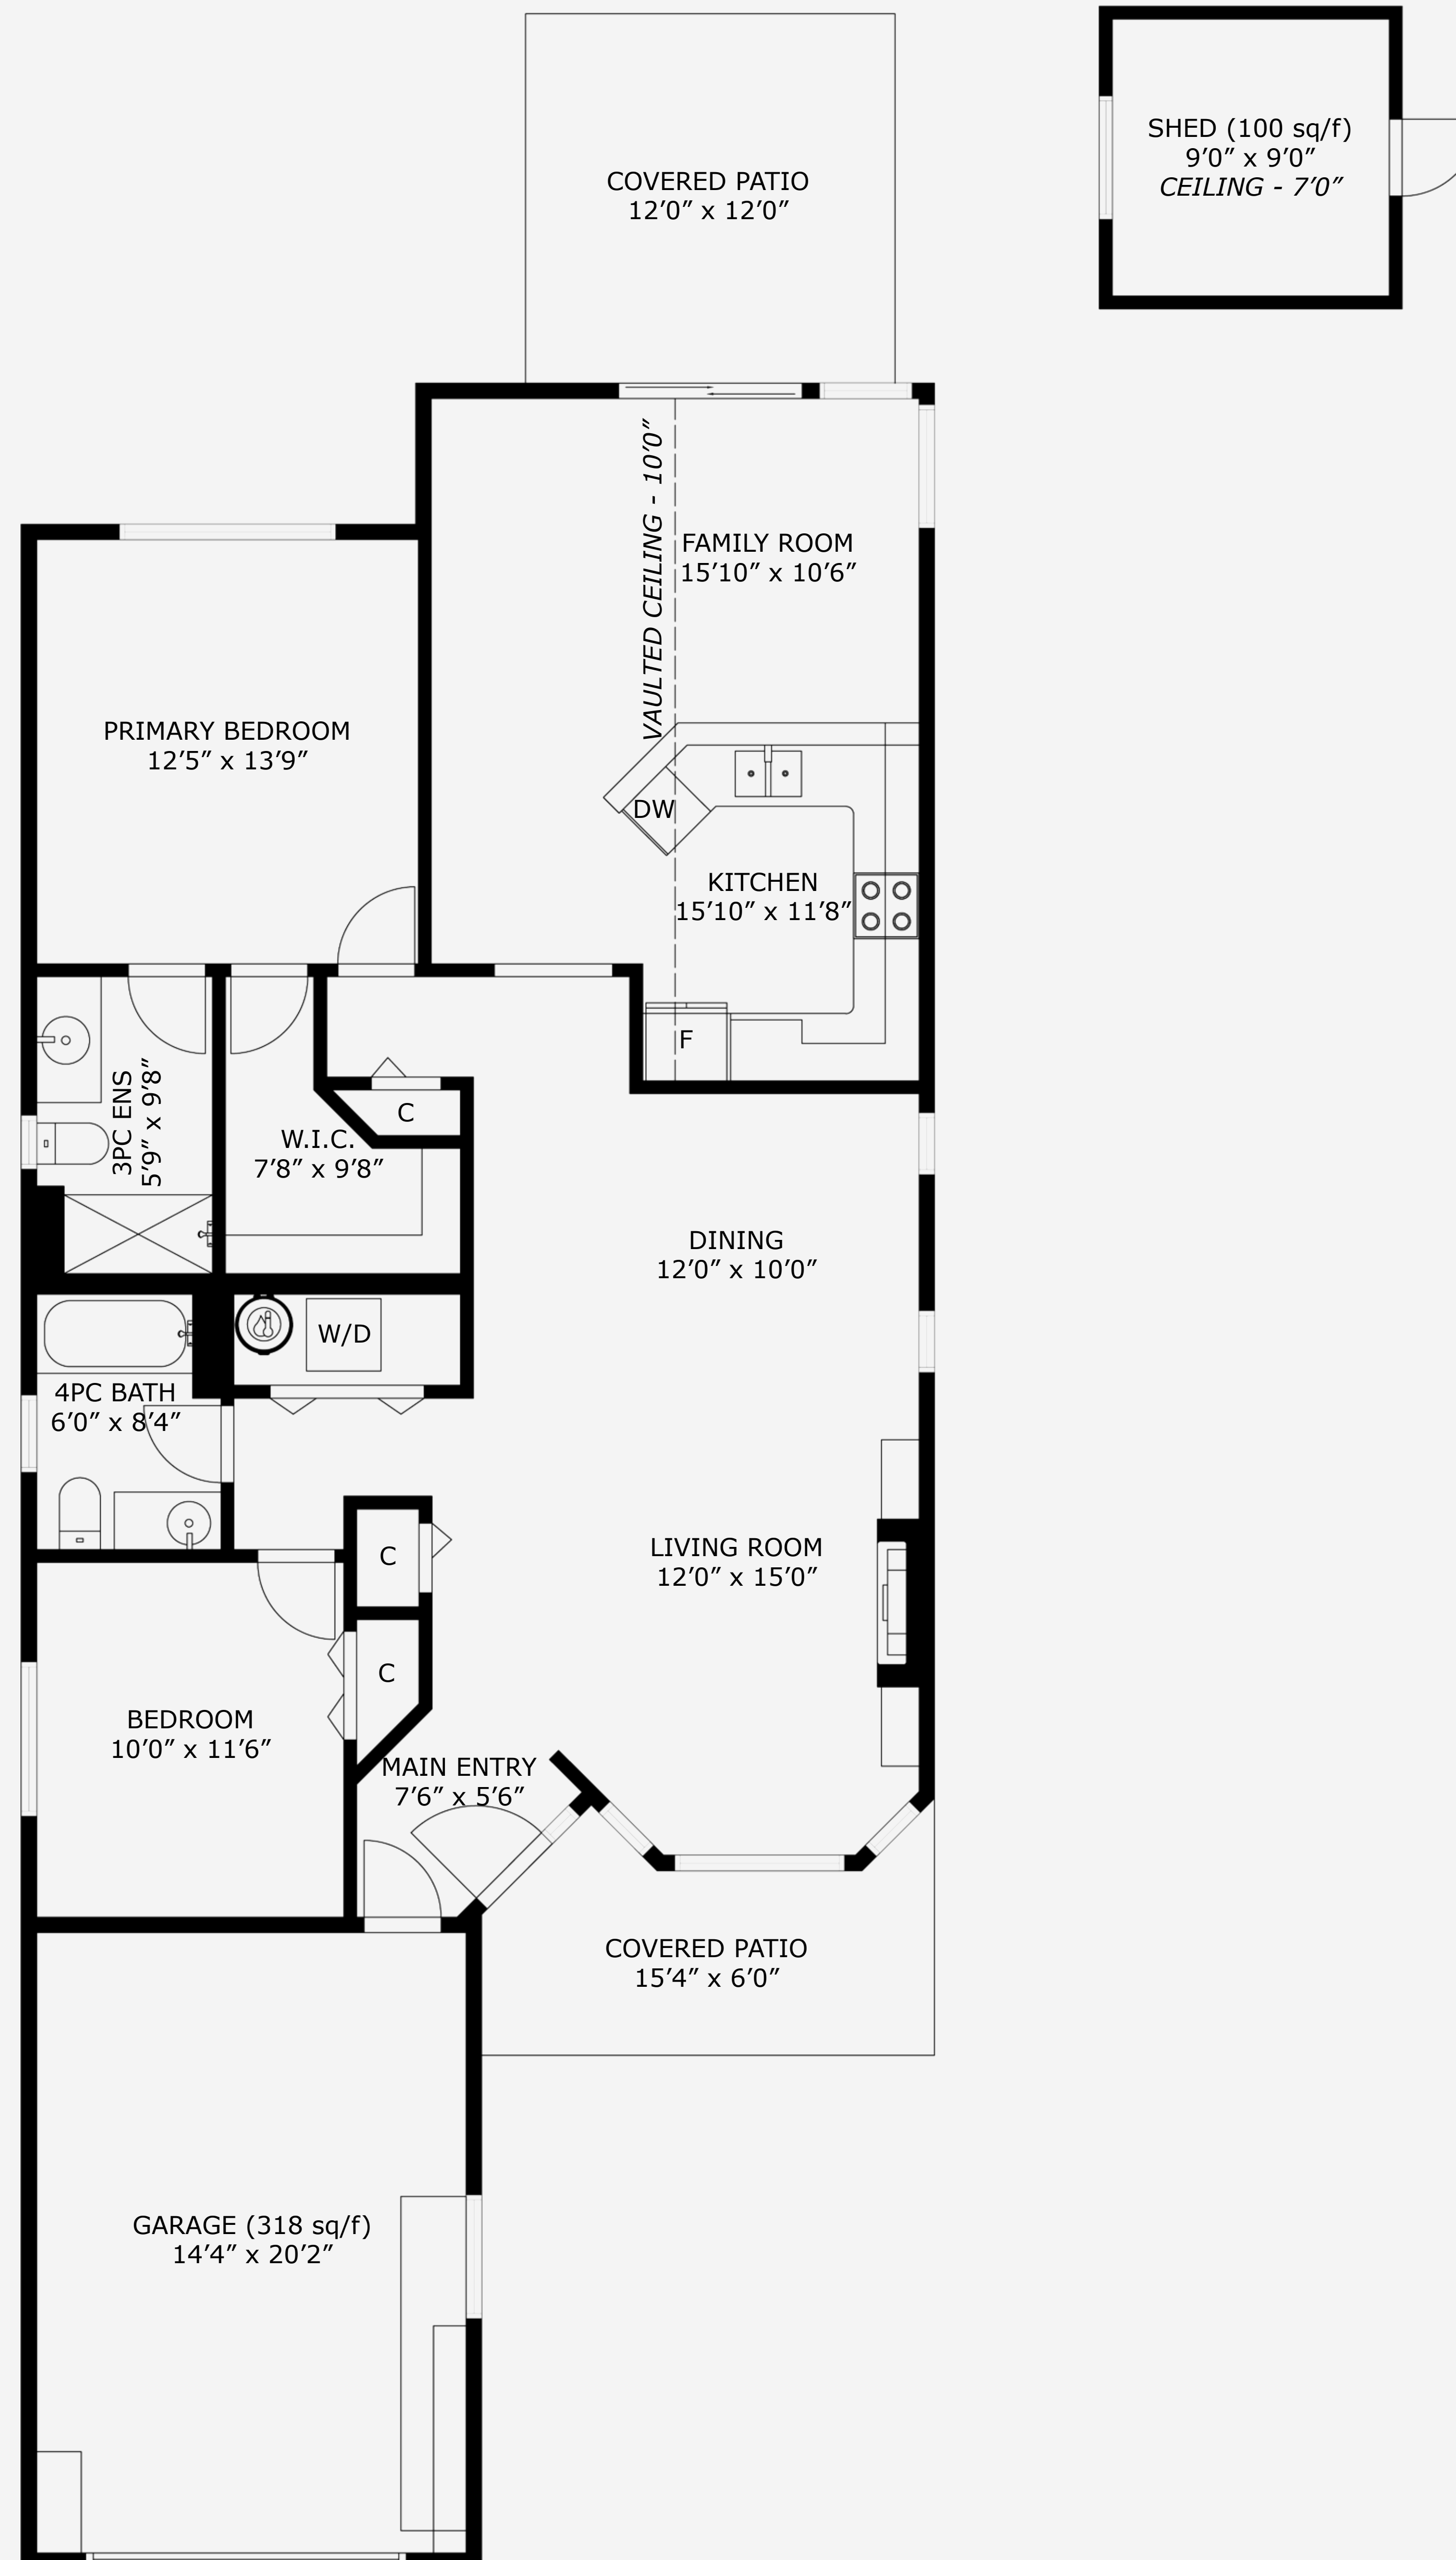 COVERED PATIO
12’0” x 12’0”
SHED (100 sq/f)
9’0” x 9’0”
CEILING - 7’0”
VAULTED CEILING - 10’0”
FAMILY ROOM
15’10” x 10’6”
PRIMARY BEDROOM
12’5” x 13’9”
DW
KITCHEN
15’10” x 11’8”
F
3PC ENS
5’9” x 9’8”
C
W.I.C.
7’8” x 9’8”
DINING
12’0” x 10’0”
W/D
4PC BATH
6’0” x 8’4”
C
LIVING ROOM
12’0” x 15’0”
C
BEDROOM
10’0” x 11’6”
MAIN ENTRY
7’6” x 5’6”
COVERED PATIO
15’4” x 6’0”
GARAGE (318 sq/f)
14’4” x 20’2”